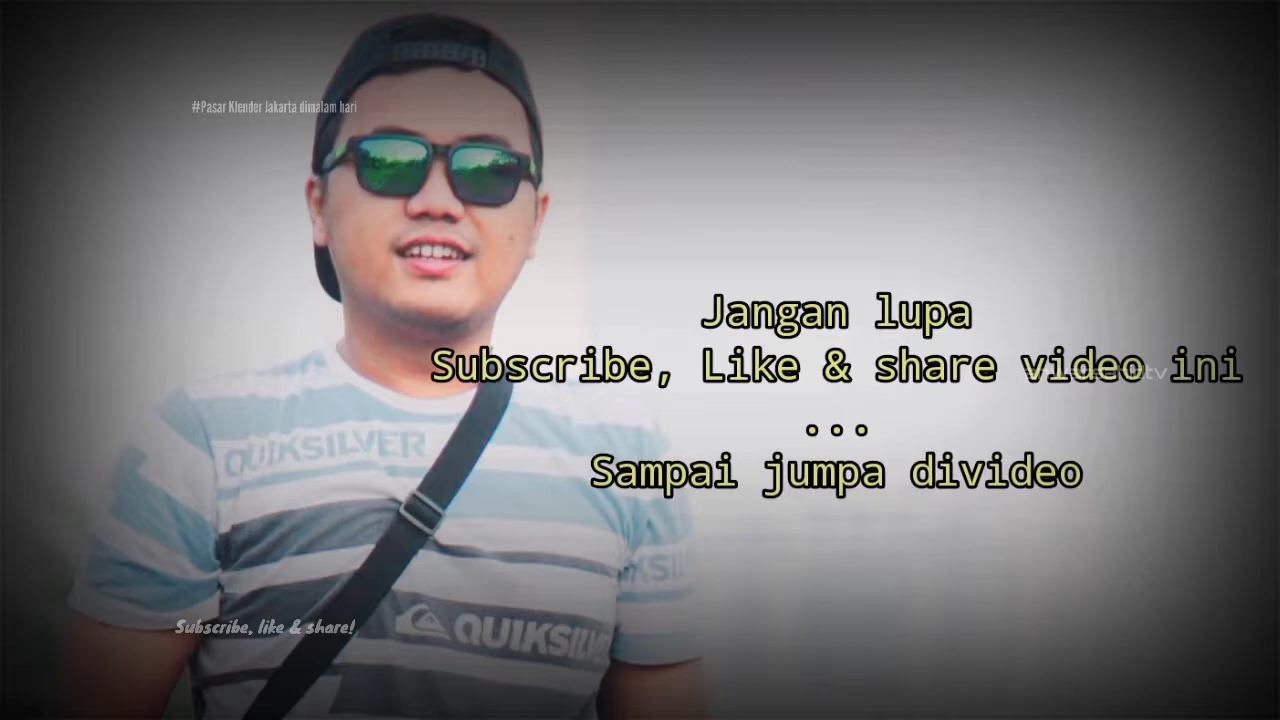 #Pasar Klender Jakarta dimalam hari
Jangan lupa
Subscribe, Like & share video ini
...
Sampai jumpa divideo
QUIKSILVER
QUIKSILVER
Subscribe, like & share!